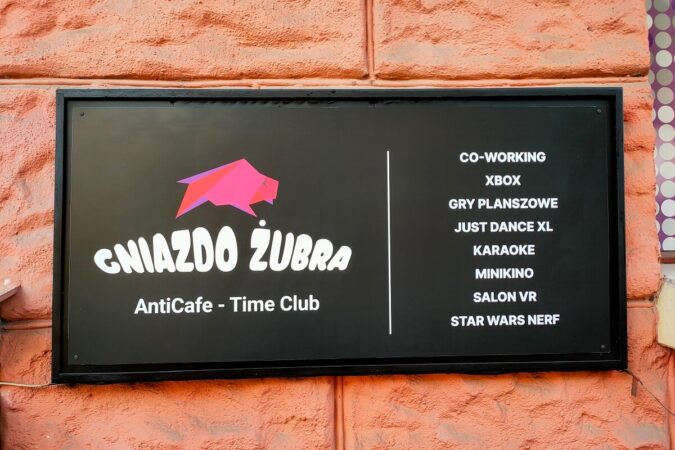 GNIAZDO ŻUBRA
AntiCafe - Time Club
CO-WORKING
XBOX
GRY PLANSZOWE
JUST DANCE XL
KARAOKE
MINIKINO
SALON VR
STAR WARS NERF